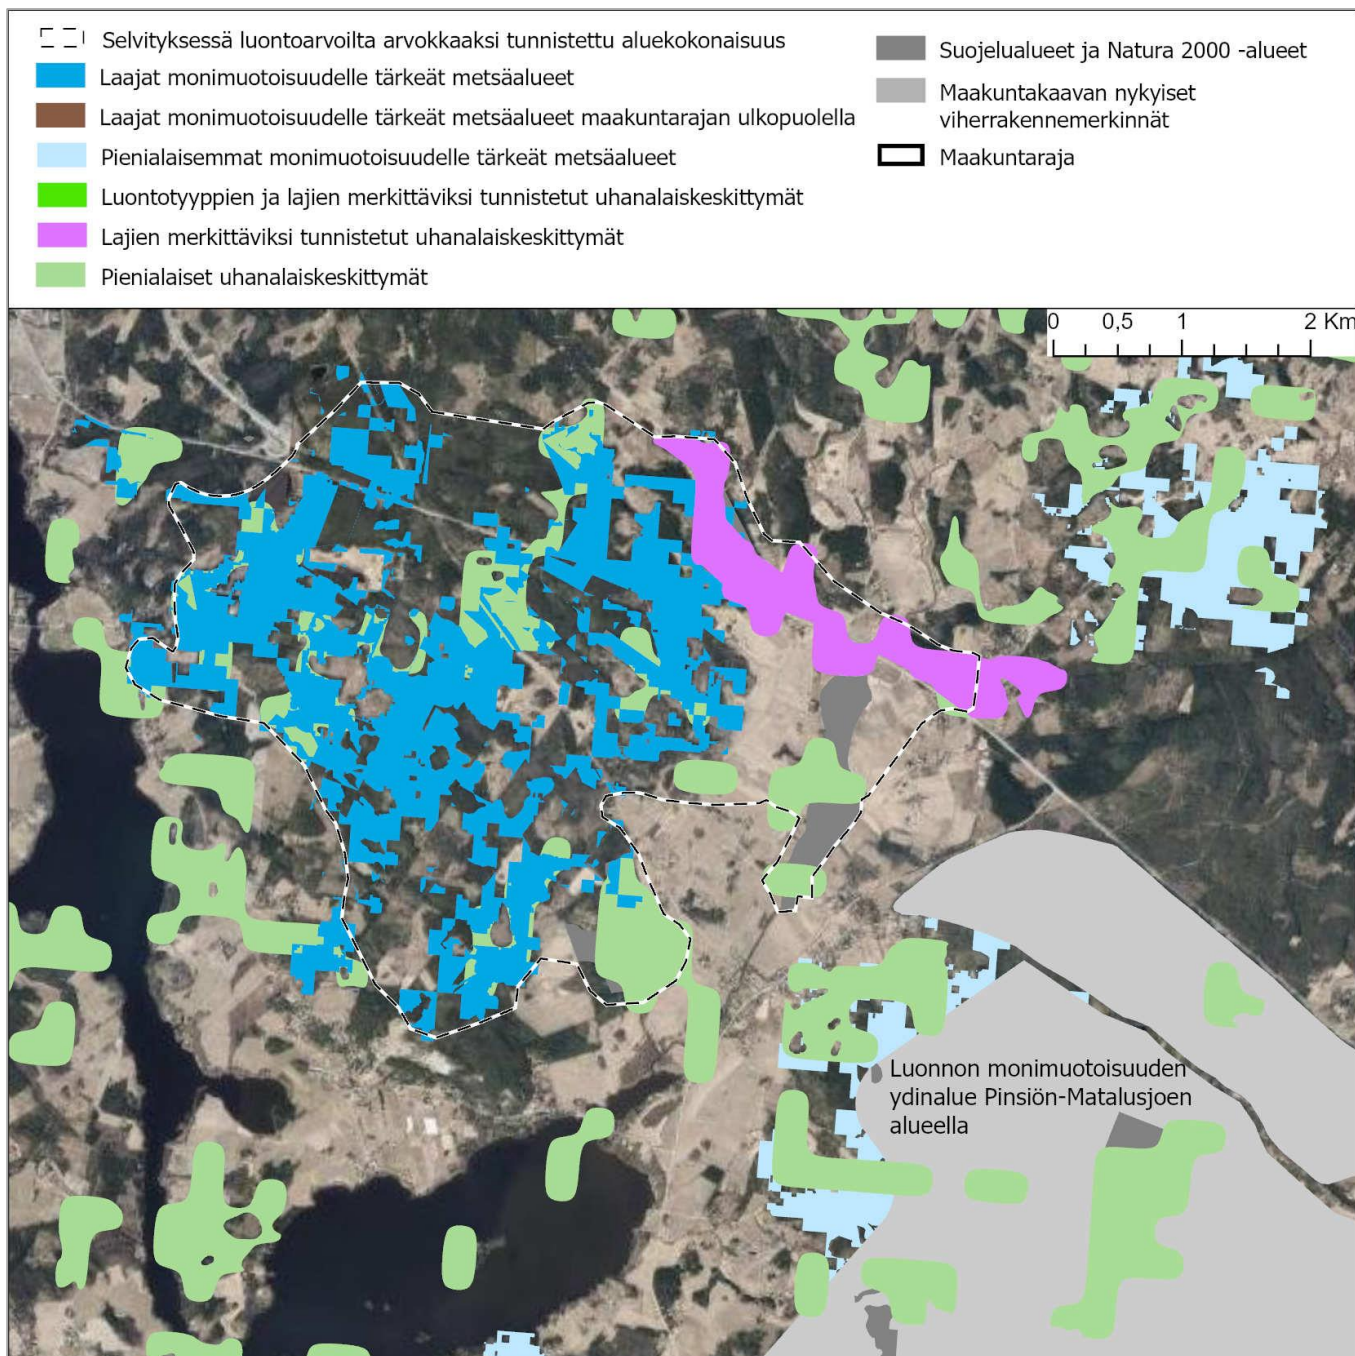 Selvityksessä luontoarvoilta arvokkaaksi tunnistettu aluekokonaisuus
Laajat monimuotoisuudelle tärkeät metsäalueet
Laajat monimuotoisuudelle tärkeät metsäalueet maakuntarajan ulkopuolella
Pienialaisemmat monimuotoisuudelle tärkeät metsäalueet
Luontotyyppien ja lajien merkittäviksi tunnistetut uhanalaiskeskittymät
Lajien merkittäviksi tunnistetut uhanalaiskeskittymät
Pienialaiset uhanalaiskeskittymät
Suojelualueet ja Natura 2000 -alueet
Maakuntakaavan nykyiset
viherrakennemerkinnät
Maakuntaraja
0 0,5 1 2 Km
Luonnon monimuotoisuuden
ydinalue Pinsiön-Matalusjoen
alueella